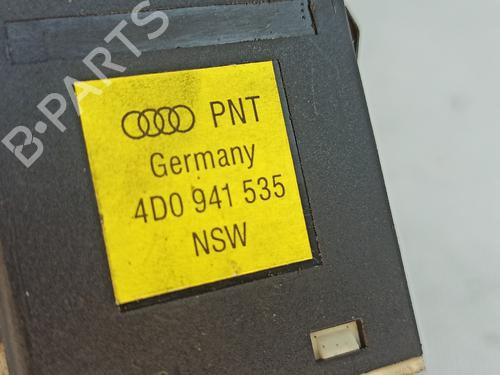 B-PARTS
PNT
Germany
4D0 941 535
NSW